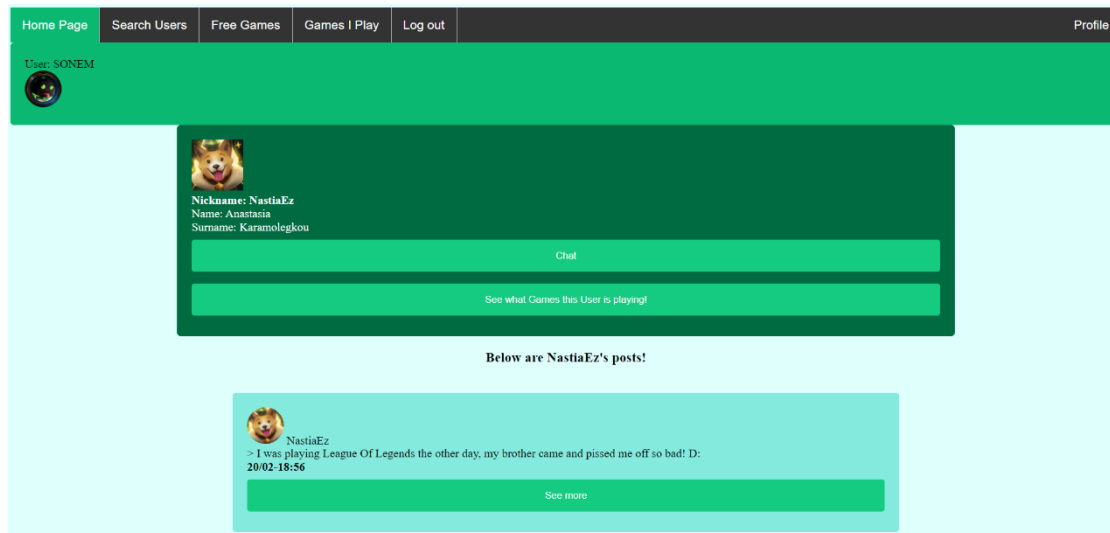 Home Page Search Users Free Games Games I Play Log out Profile
User: SONEM
Nickname: NastiaEz
Name: Anastasia
Surname: Karamolegkou
Chat
See what Games this User is playing!
Below are NastiaEz's posts!
NastiaEz
> I was playing League Of Legends the other day, my brother came and pissed me off so bad! D:
20/02-18:56
See more